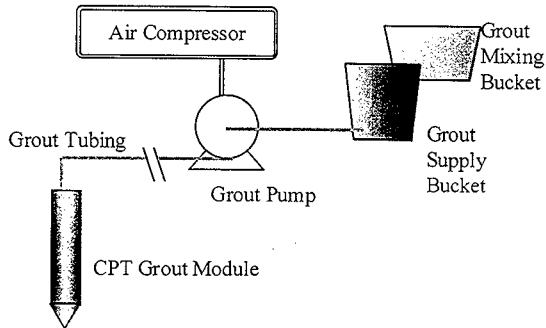 Air Compressor
Grout
Mixing
Bucket
Grout Tubing
Grout
Supply
Bucket
Grout Pump
CPT Grout Module